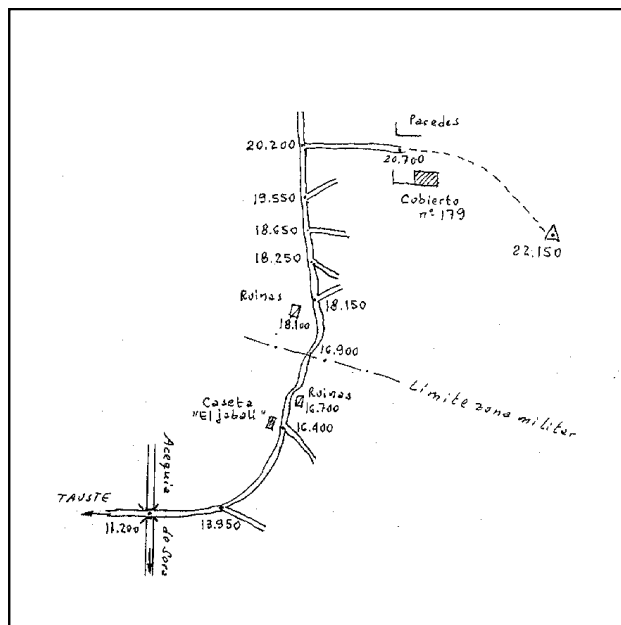 Paredes
20.200
20.700
Cubierto
nº 179
19.550
18.650
22.150
18.250
Ruinas
18.150
18.100
16.900
Límite zona militar
Ruinas
16.700
Caseta
"El jabalí"
16.400
Acequia
de Sora
TAUSTE
11.200
13.950